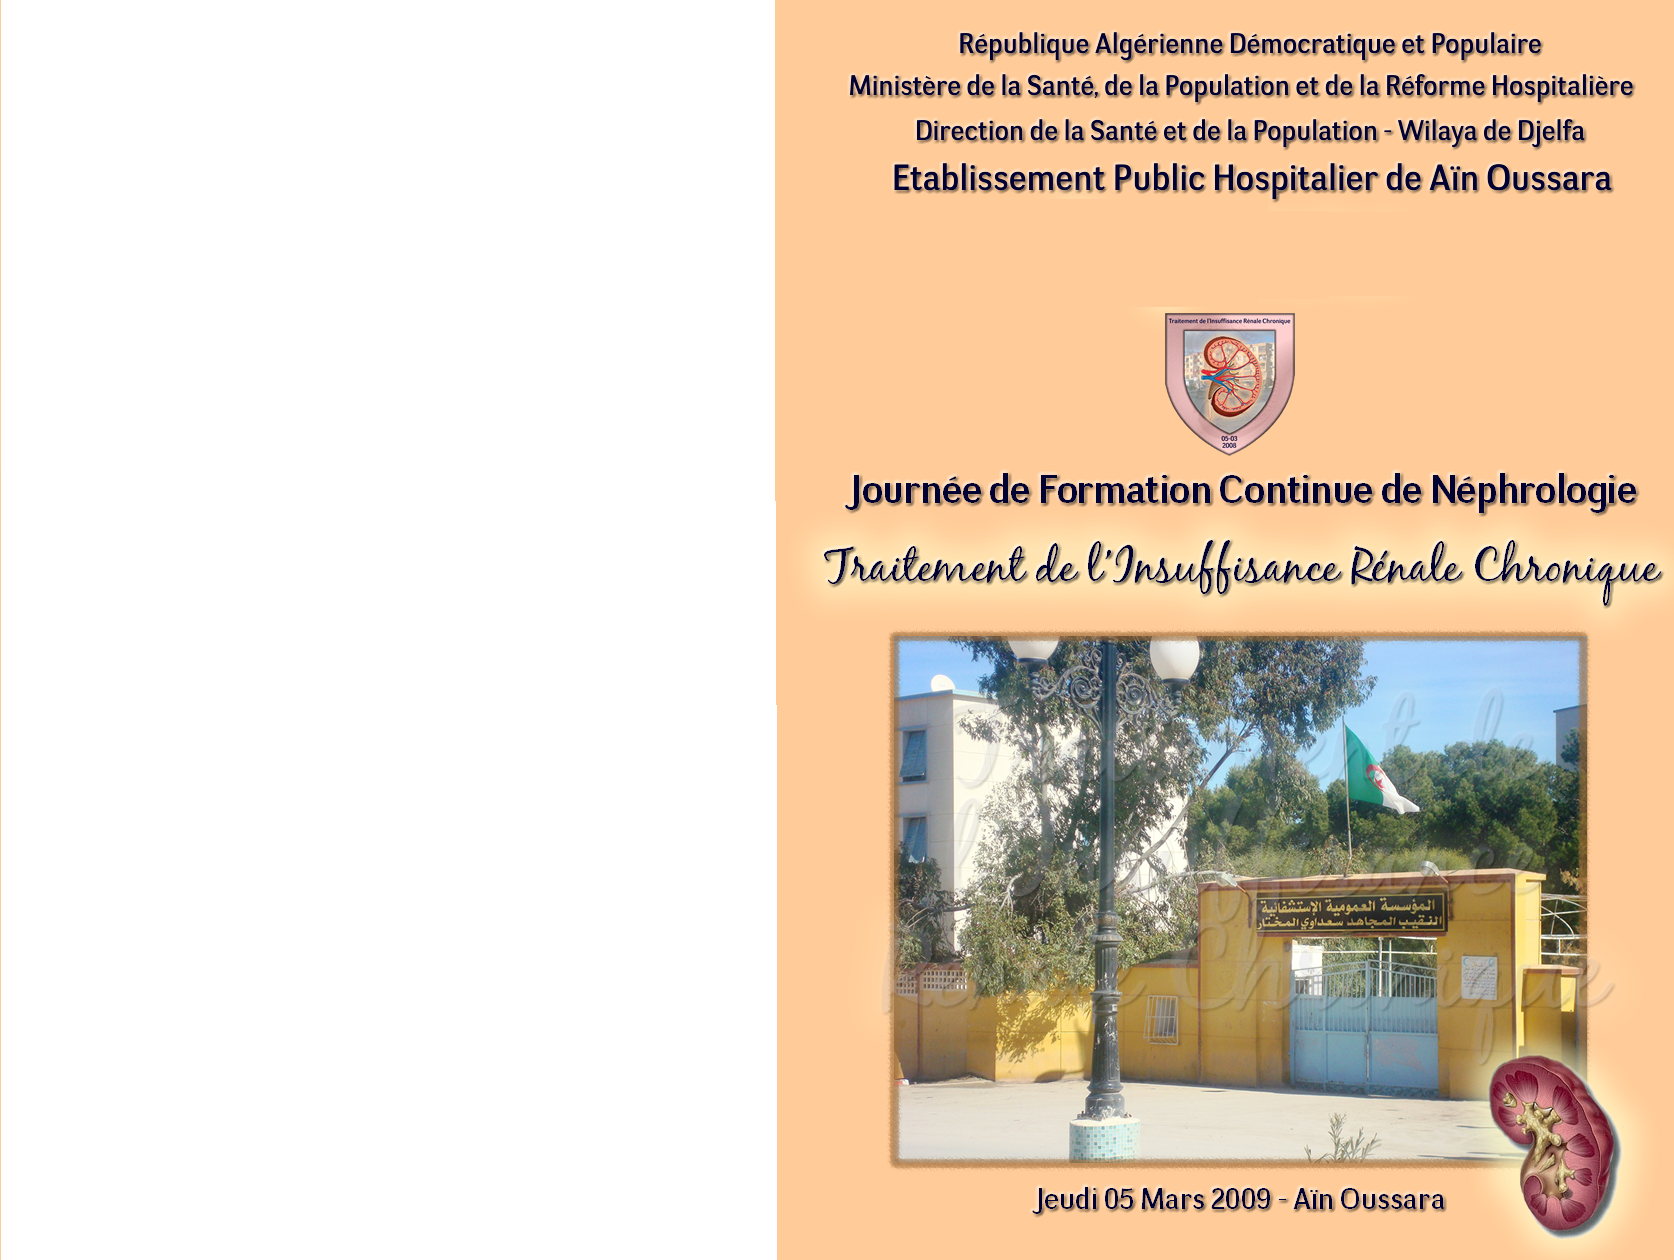 République Algérienne Démocratique et Populaire
Ministère de la Santé, de la Population et de la Réforme Hospitalière
Direction de la Santé et de la Population - Wilaya de Djelfa
Etablissement Public Hospitalier de Aïn Oussara
Traitement de l'Insuffisance Rénale Chronique
05-03
2008
Journée de Formation Continue de Néphrologie
Traitement de l'Insuffisance Rénale Chronique
Traitement de
l'Insuffisance
Rénale Chronique
المؤسسة العمومية الإستشفائية
النقيب المجاهد سعداوي المختار
Jeudi 05 Mars 2009 - Aïn Oussara